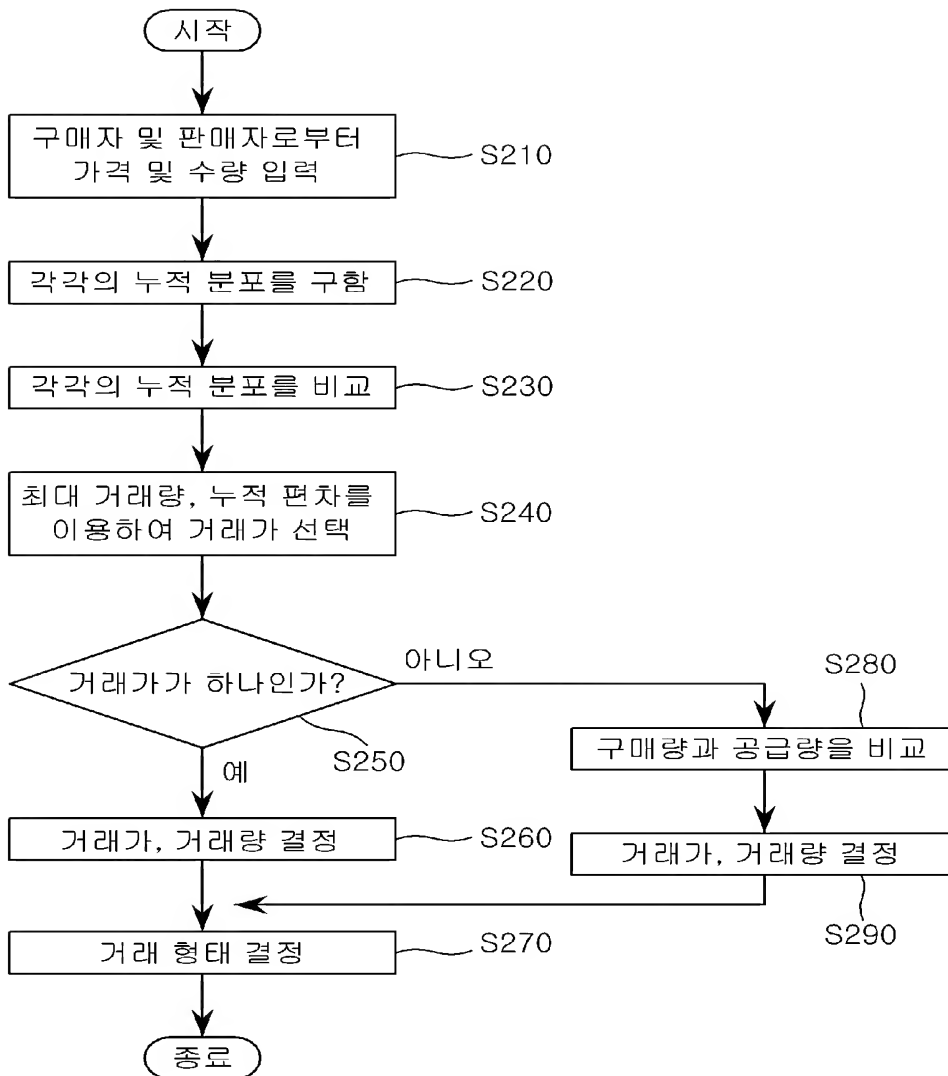 시작
구매자 및 판매자로부터
가격 및 수량 입력
S210
각각의 누적 분포를 구함
S220
각각의 누적 분포를 비교
S230
최대 거래량, 누적 편차를
이용하여 거래가 선택
S240
거래가가 하나인가?
아니오
S250
예
S280
구매량과 공급량을 비교
거래가, 거래량 결정
S260
거래가, 거래량 결정
S290
거래 형태 결정
S270
종료